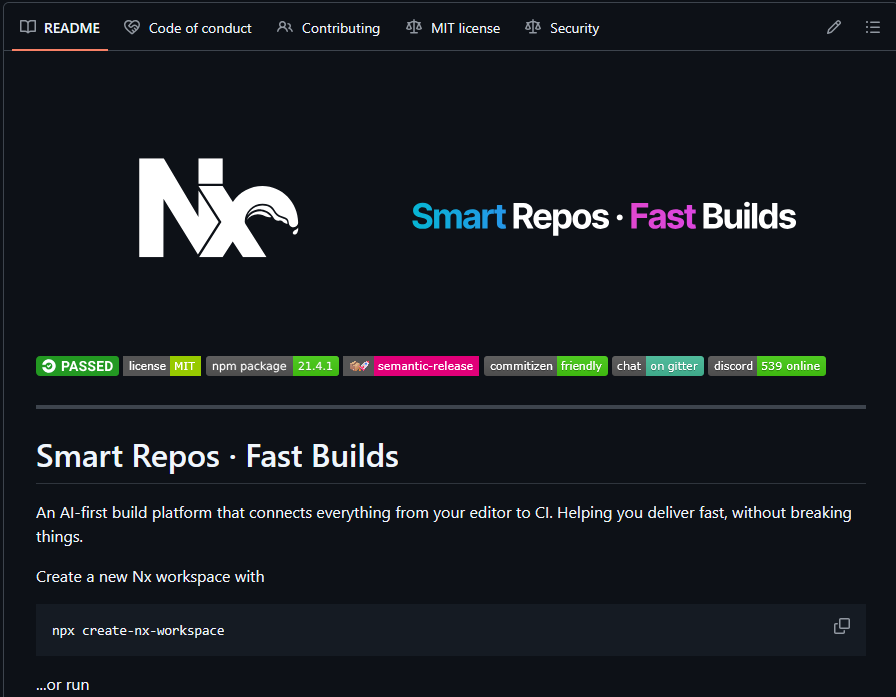 README Code of conduct Contributing MIT license Security
Nx
Smart Repos · Fast Builds
PASSED license MIT npm package 21.4.1 semantic-release commitizen friendly chat on gitter discord 539 online
Smart Repos · Fast Builds
An AI-first build platform that connects everything from your editor to CI. Helping you deliver fast, without breaking
things.
Create a new Nx workspace with
npx create-nx-workspace
...or run